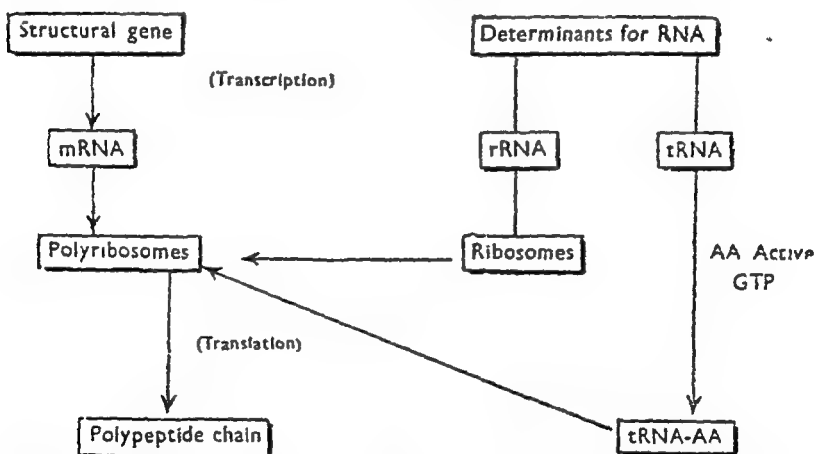 Structural gene
Determinants for RNA
(Transcription)
mRNA
rRNA
tRNA
Polyribosomes
Ribosomes
AA Active
GTP
(Translation)
Polypeptide chain
tRNA-AA